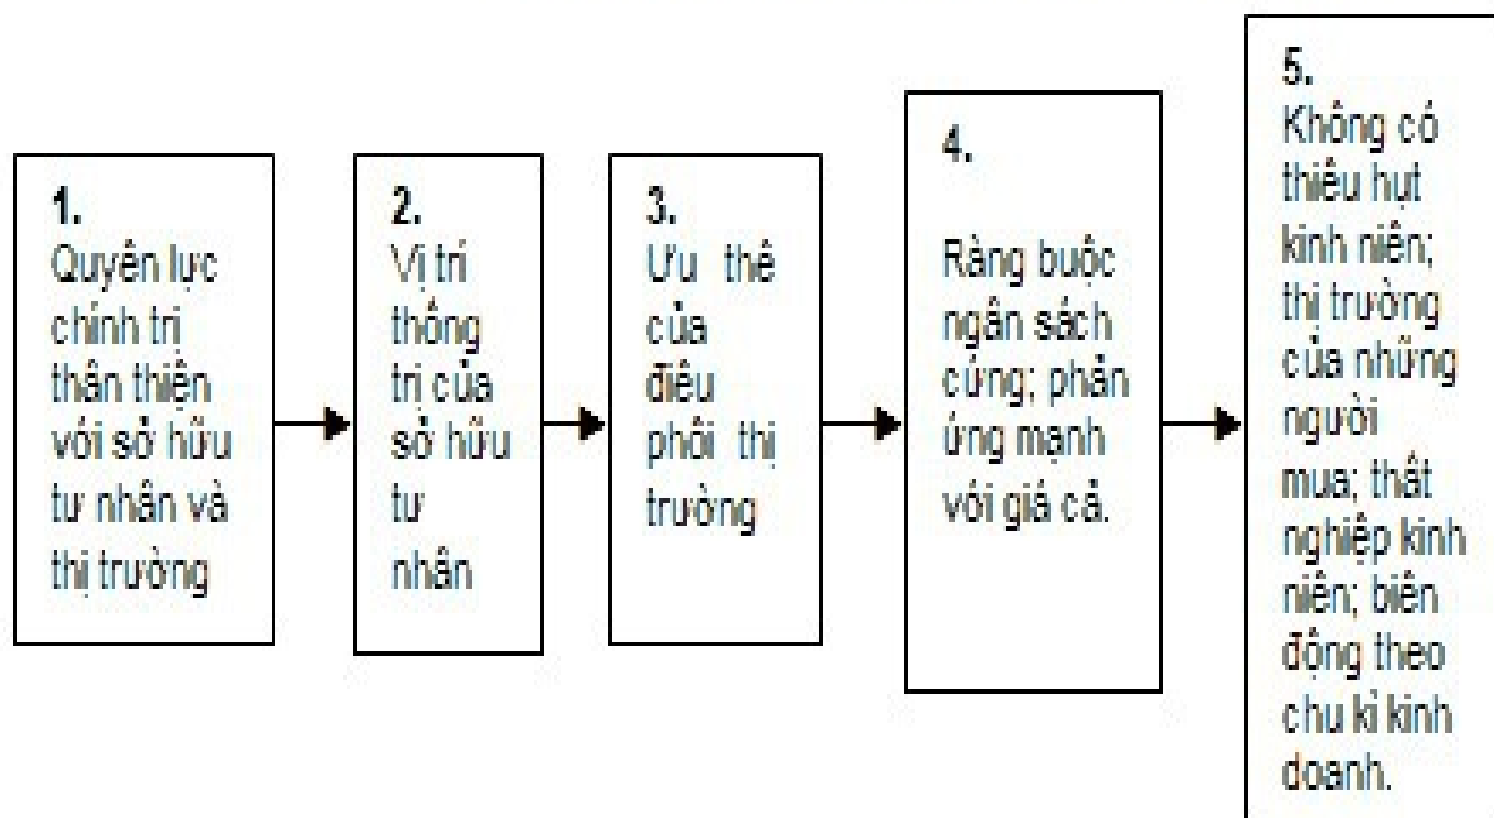 1.
Quyền lực
chính trị
thân thiện
với sở hữu
tư nhân và
thị trường
2.
Vị trí
thống
trị của
sở hữu
tư
nhân
3.
Ưu thế
của
điều
phối thị
trường
4.
Ràng buộc
ngân sách
cứng; phản
ứng mạnh
với giá cả.
5.
Không có
thiếu hụt
kinh niên;
thị trường
của những
người
mua; thất
nghiệp kinh
niên; biến
động theo
chu kì kinh
doanh.